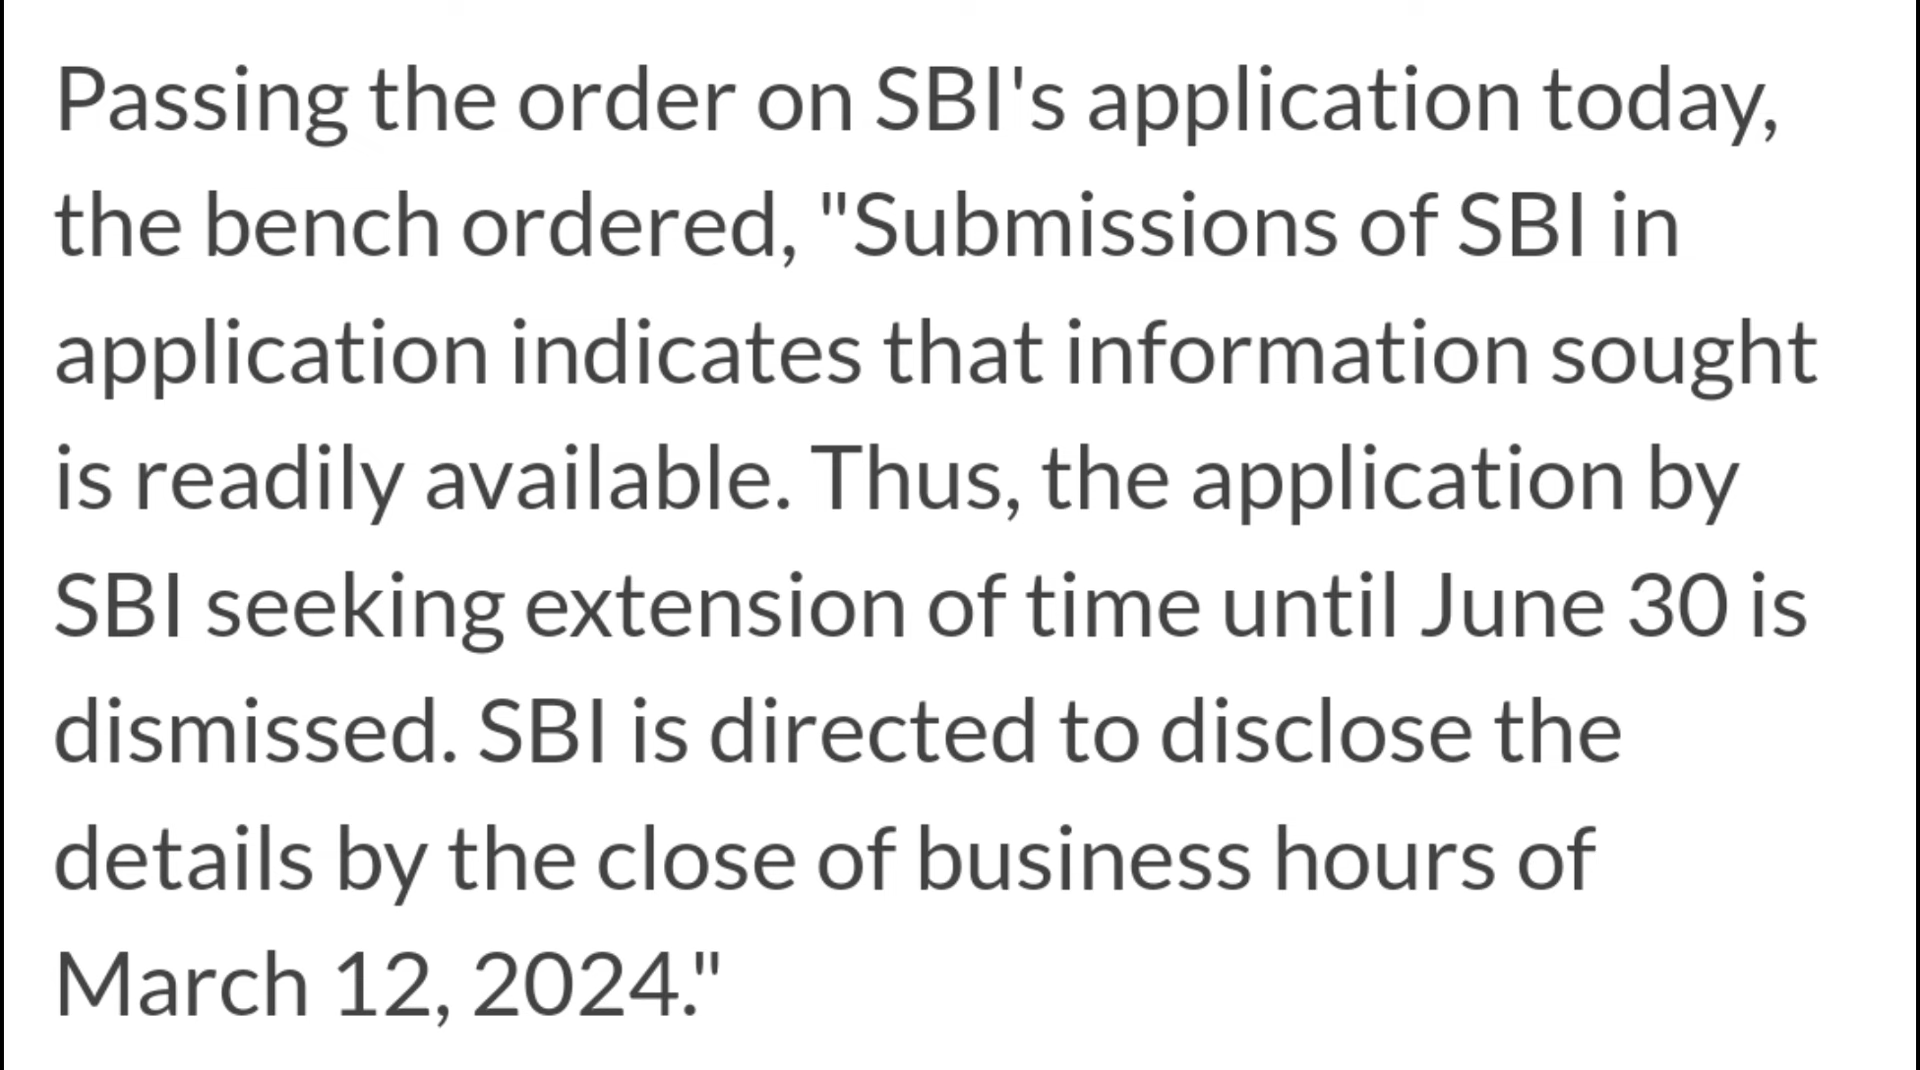 Passing the order on SBI's application today,
the bench ordered, "Submissions of SBI in
application indicates that information sought
is readily available. Thus, the application by
SBI seeking extension of time until June 30 is
dismissed. SBI is directed to disclose the
details by the close of business hours of
March 12, 2024."